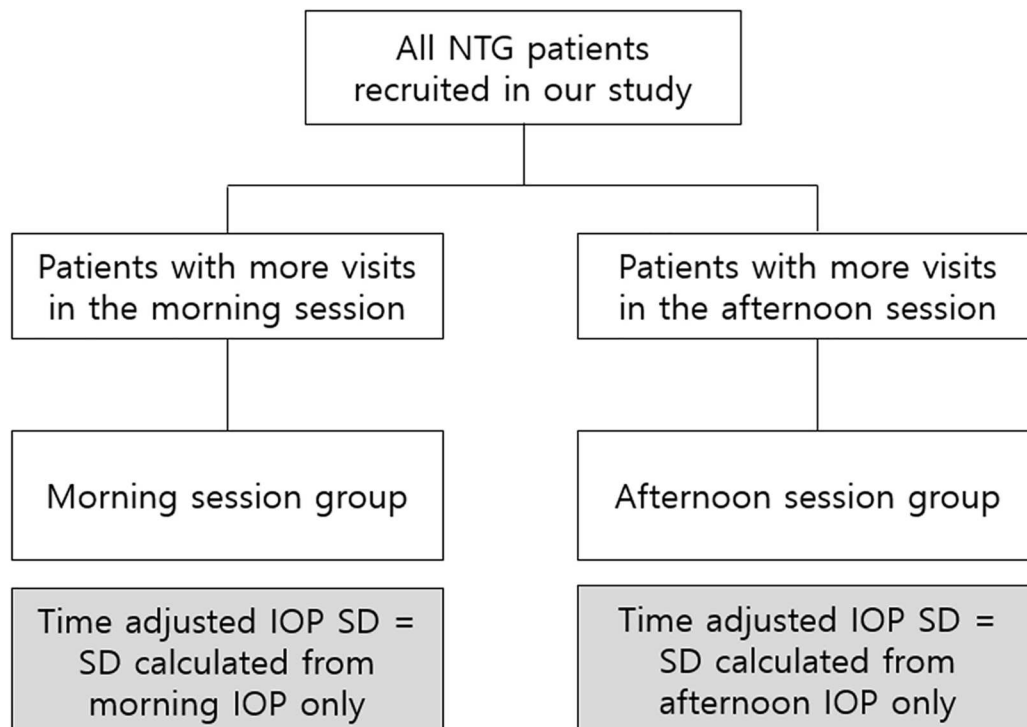 All NTG patients
recruited in our study
Patients with more visits
in the morning session
Patients with more visits
in the afternoon session
Morning session group
Afternoon session group
Time adjusted IOP SD =
SD calculated from
morning IOP only
Time adjusted IOP SD =
SD calculated from
afternoon IOP only